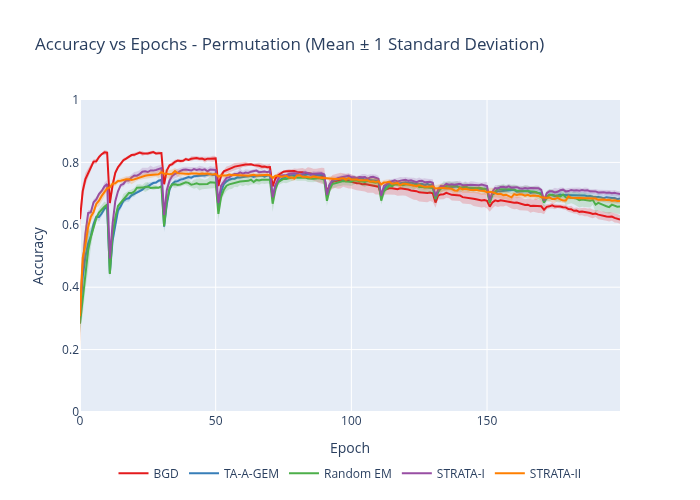 Accuracy vs Epochs - Permutation (Mean ± 1 Standard Deviation)
1
0.8
0.6
0.4
0.2
0
Accuracy
0
50
100
150
Epoch
BGD
TA-A-GEM
Random EM
STRATA-I
STRATA-II